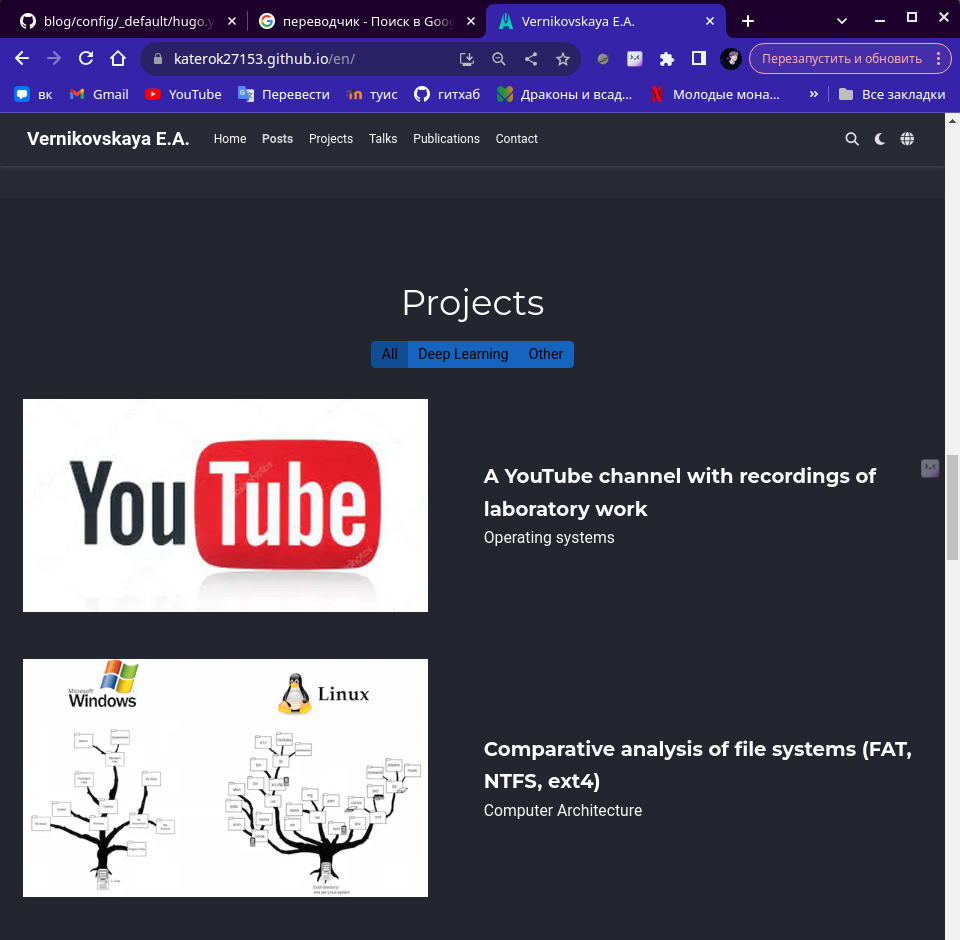 blog/config/_default/hugo.y
переводчик - Поиск в Goog
Vernikovskaya E.A.
katerok27153.github.io/en/
Перезапустить и обновить
вк
Gmail
YouTube
Перевести
туис
гитхаб
Драконы и всад...
Молодые мона...
»
Все закладки
Vernikovskaya E.A.
Home
Posts
Projects
Talks
Publications
Contact
Projects
All
Deep Learning
Other
YouTube
A YouTube channel with recordings of
laboratory work
Operating systems
Microsoft
Windows
Linux
Comparative analysis of file systems (FAT,
NTFS, ext4)
Computer Architecture